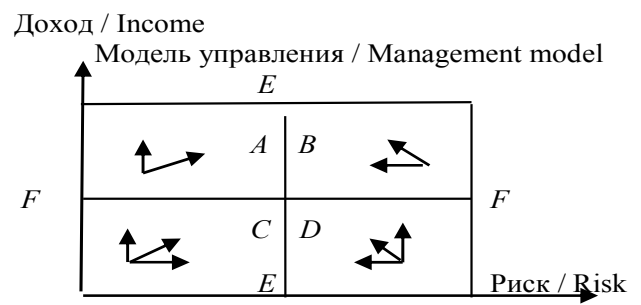 Доход / Income
Модель управления / Management model
E
A B
F F
C D
E Риск / Risk